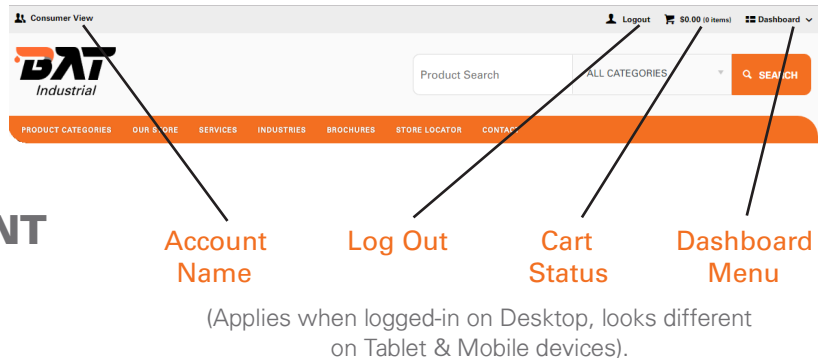 Consumer View
Logout $0.00 (0 items) Dashboard
BAT
Industrial
Product Search ALL CATEGORIES SEARCH
PRODUCT CATEGORIES OUR STORE SERVICES INDUSTRIES BROCHURES STORE LOCATOR CONTACT
NT
Account Name
Log Out
Cart Status
Dashboard Menu
(Applies when logged-in on Desktop, looks different
on Tablet & Mobile devices).